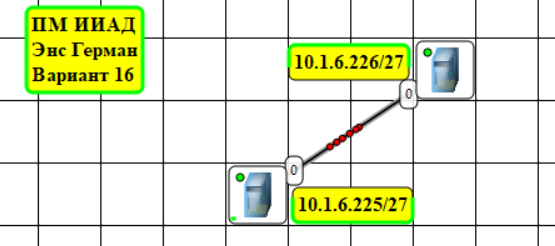 ПМ ИИАД
Энс Герман
Вариант 16
10.1.6.226/27
0
0
10.1.6.225/27